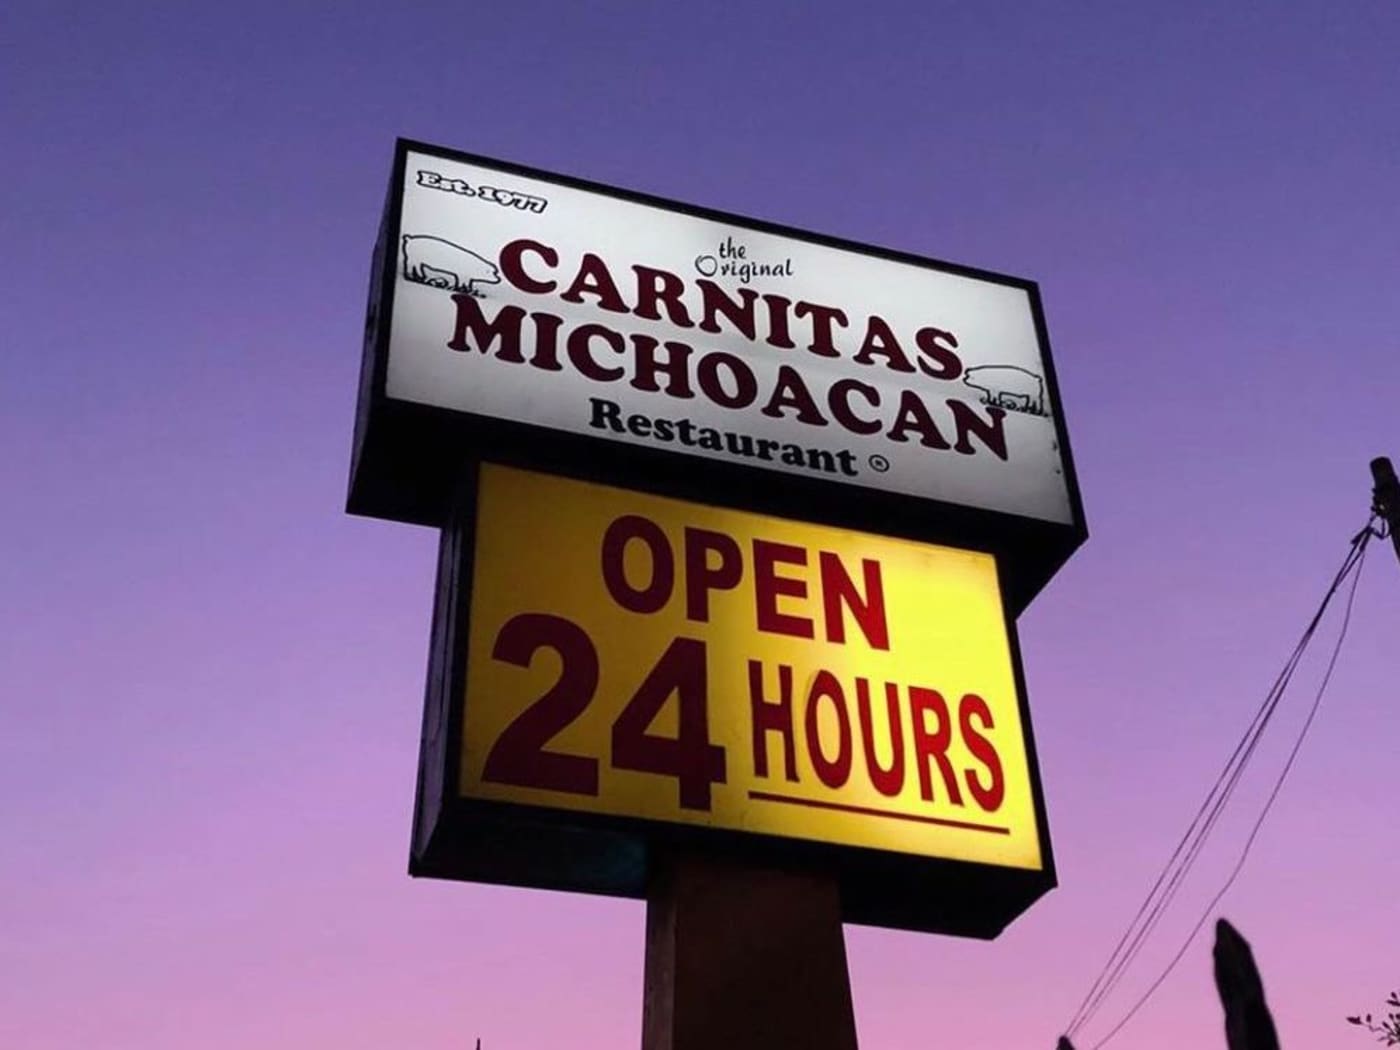 Est. 1977
the
Original
CARNITAS
MICHOACAN
Restaurant ®
OPEN
24 HOURS